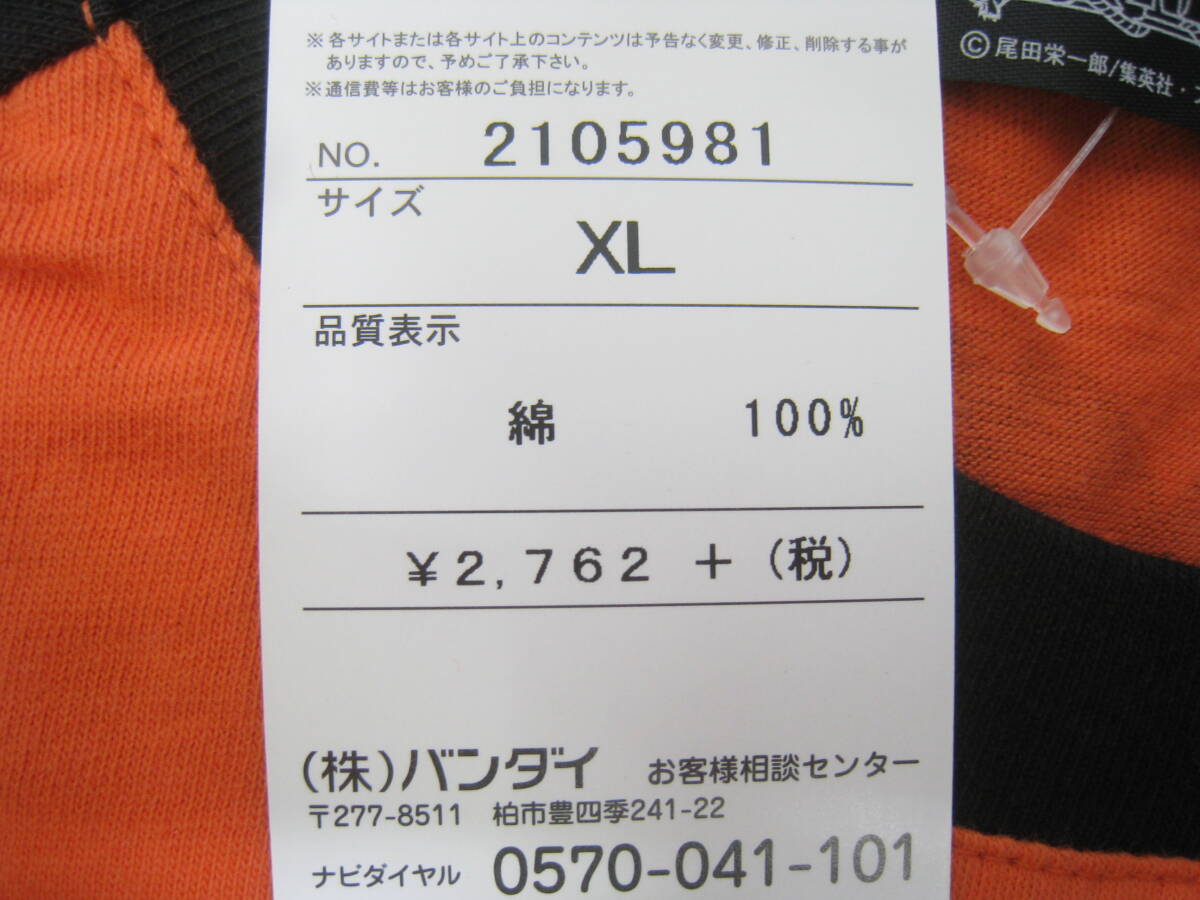 ※各サイトまたは各サイト上のコンテンツは予告なく変更、修正、削除する事が
ありますので、予めご了承下さい。
※通信費等はお客様のご負担になります。
©尾田栄一郎/集英社・
NO. 2105981
サイズ
XL
品質表示
綿 100%
¥2,762 +(税)
(株)バンダイ お客様相談センター
〒277-8511 柏市豊四季241-22
ナビダイヤル 0570-041-101